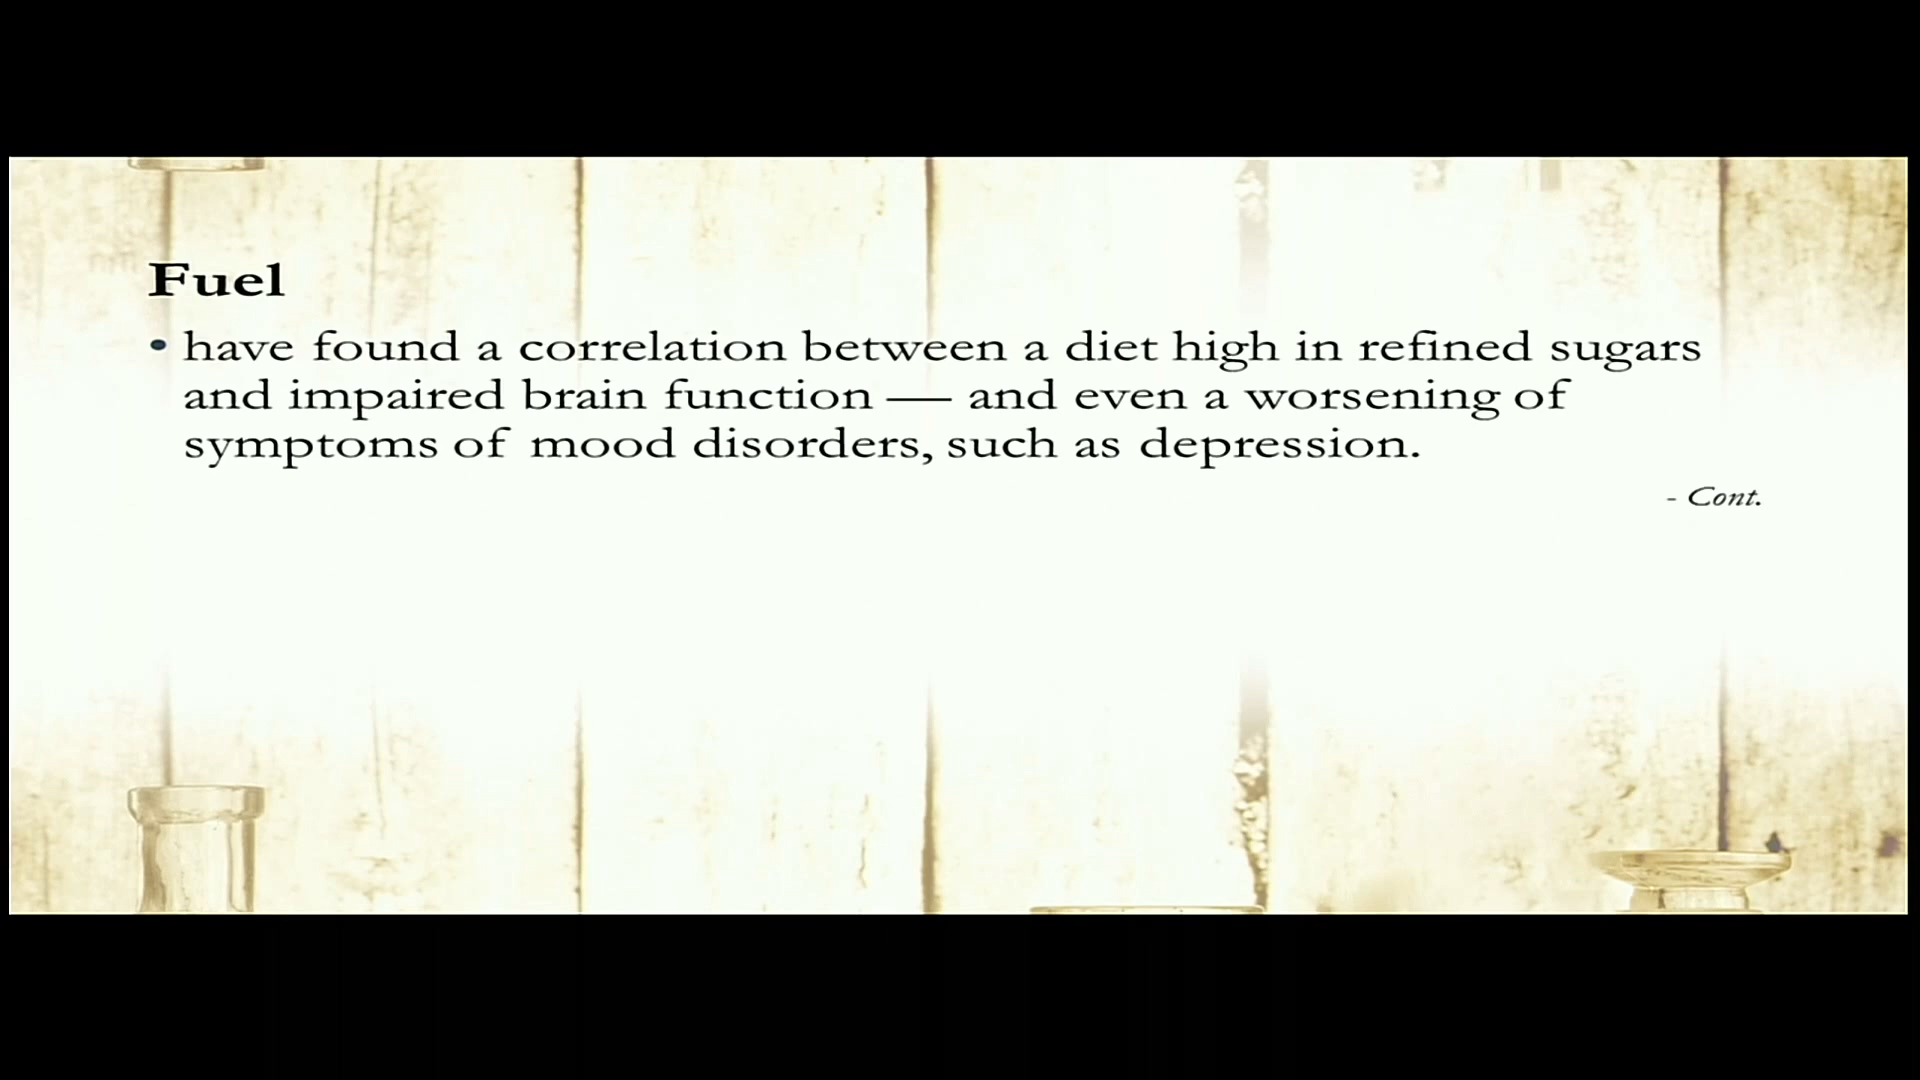 Fuel
• have found a correlation between a diet high in refined sugars
and impaired brain function — and even a worsening of
symptoms of mood disorders, such as depression.
- Cont.